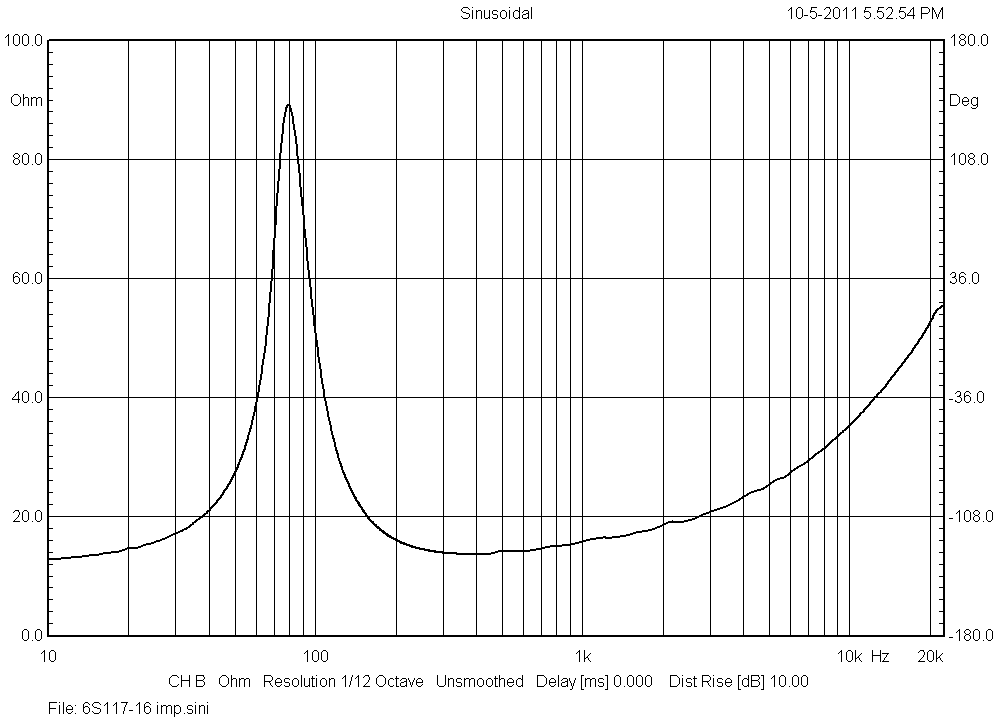 Sinusoidal 10-5-2011 5.52.54 PM
100.0 180.0
Ohm Deg
80.0 108.0
60.0 36.0
40.0 -36.0
20.0 -108.0
0.0 -180.0
10 100 1k 10k Hz 20k
CH B Ohm Resolution 1/12 Octave Unsmoothed Delay [ms] 0.000 Dist Rise [dB] 10.00
File: 6S117-16 imp.sini